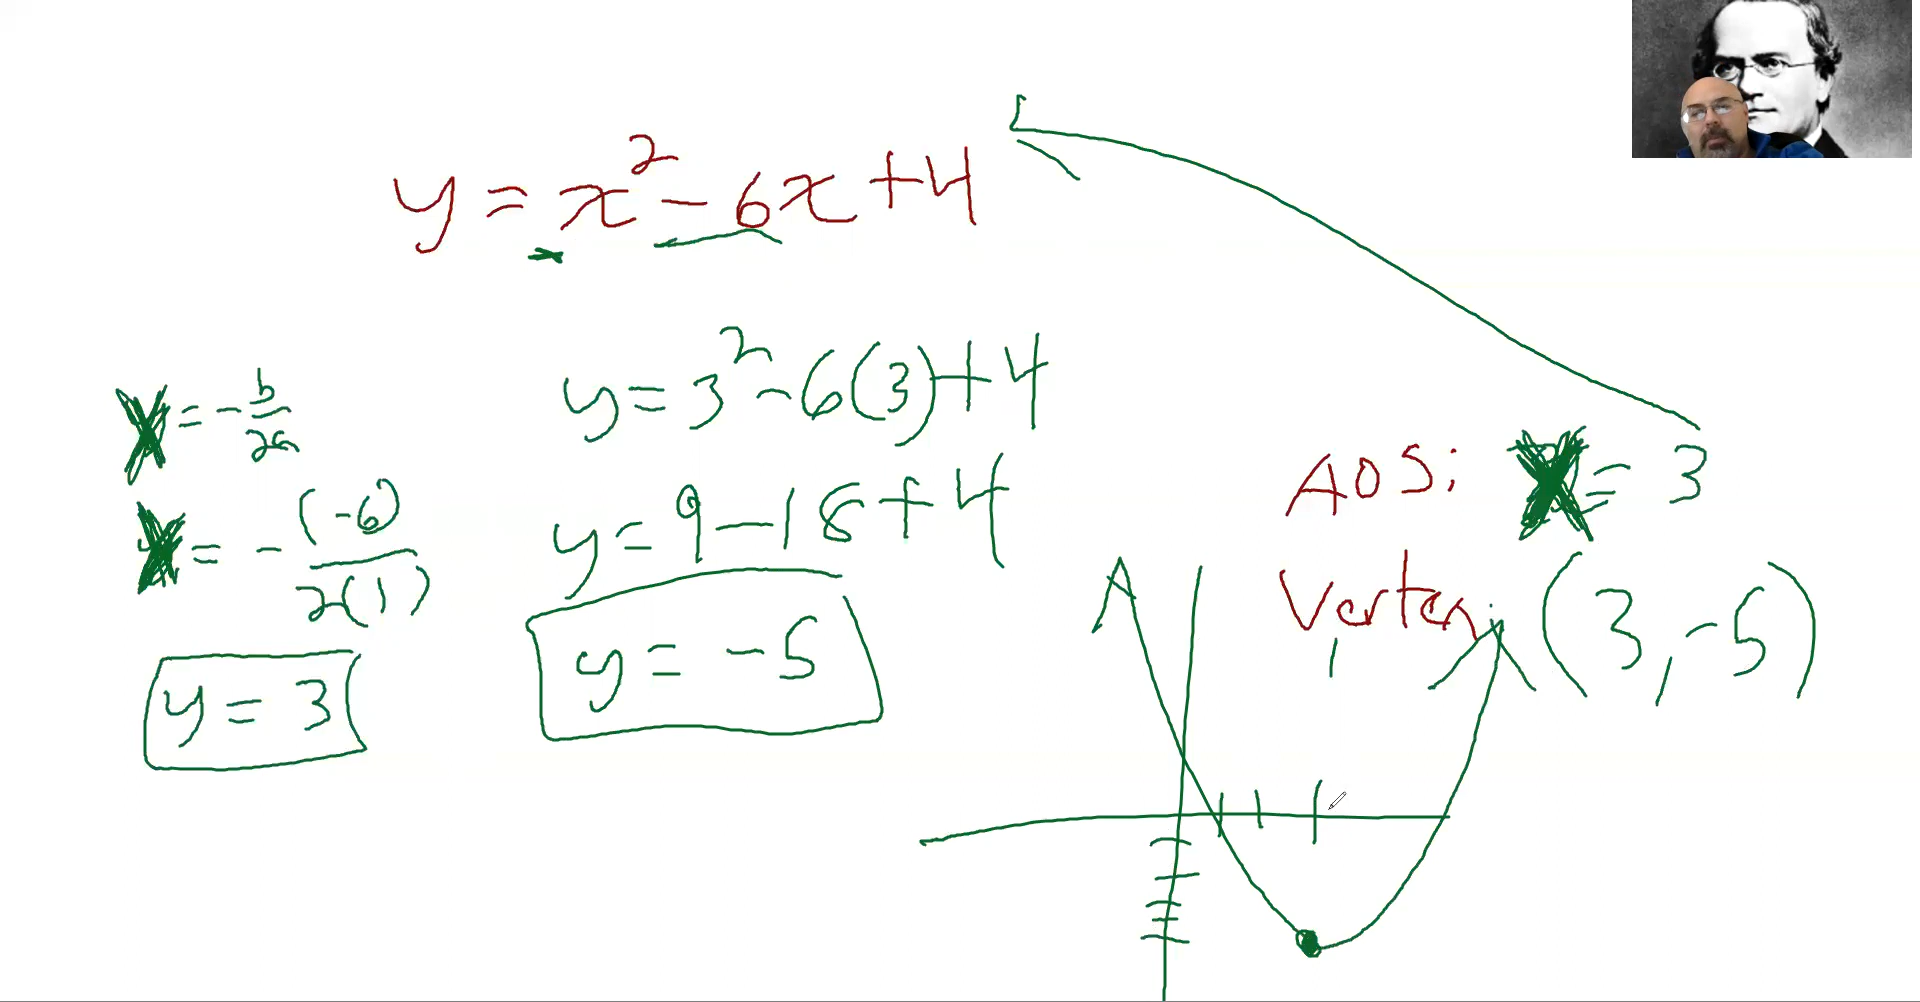 y = x² - 6x + 4
x = - b/2a
x = - (-6)/2(1)
y = 3
y = 3² - 6(3) + 4
y = 9 - 18 + 4
y = -5
AOS: x = 3
Vertex: (3, -5)